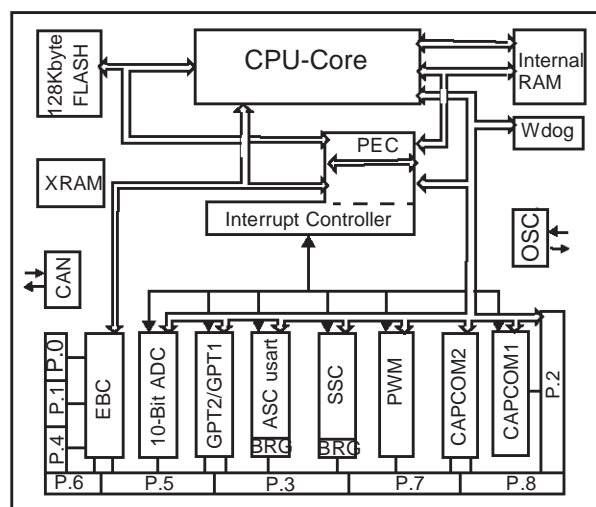 128Kbyte
FLASH
CPU-Core
Internal
RAM
Wdog
PEC
XRAM
Interrupt Controller
OSC
CAN
P.0
P.1
P.4
EBC
10-Bit ADC
GPT2/GPT1
ASC usart
BRG
SSC
BRG
PWM
CAPCOM2
CAPCOM1
P.2
P.6
P.5
P.3
P.7
P.8